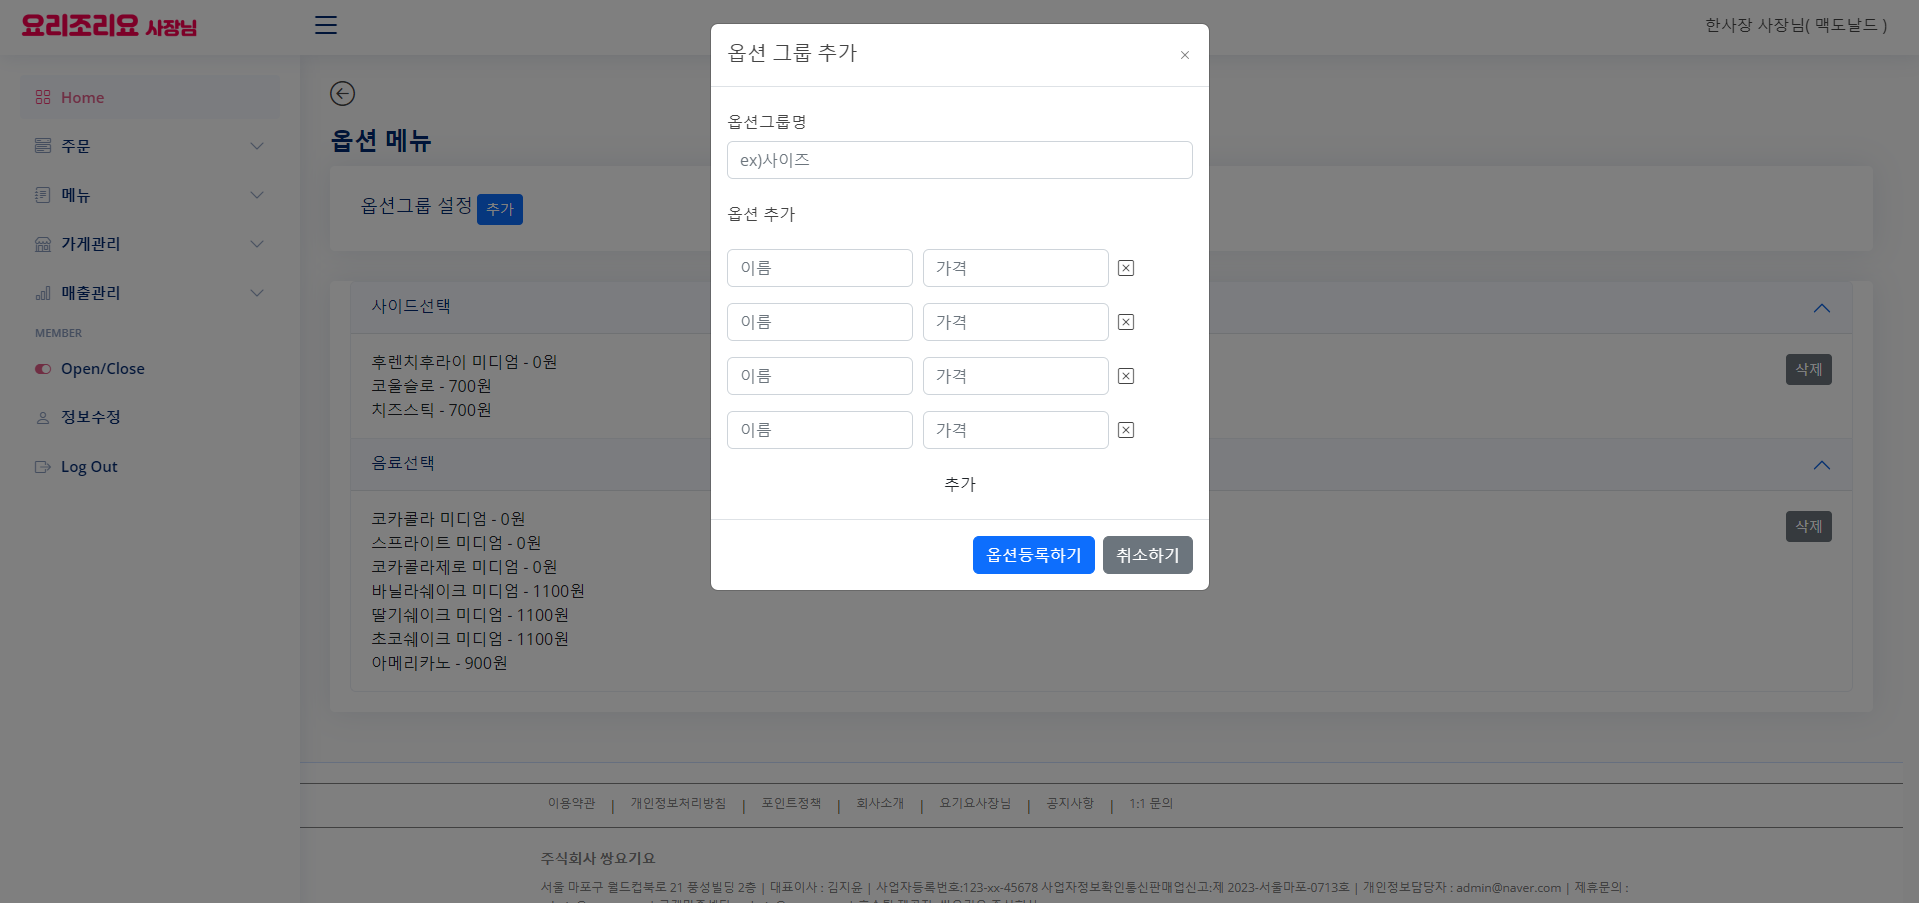 요리조리요 사장님
한사장 사장님( 맥도날드 )
Home
주문
메뉴
가게관리
매출관리
MEMBER
Open/Close
정보수정
Log Out
옵션 메뉴
옵션그룹 설정 추가
사이드선택
후렌치후라이 미디엄 - 0원
코울슬로 - 700원
치즈스틱 - 700원
삭제
음료선택
코카콜라 미디엄 - 0원
스프라이트 미디엄 - 0원
코카콜라제로 미디엄 - 0원
바닐라쉐이크 미디엄 - 1100원
딸기쉐이크 미디엄 - 1100원
초코쉐이크 미디엄 - 1100원
아메리카노 - 900원
삭제
옵션 그룹 추가 ×
옵션그룹명
ex)사이즈
옵션 추가
이름 가격
이름 가격
이름 가격
이름 가격
추가
옵션등록하기 취소하기
이용약관 | 개인정보처리방침 | 포인트정책 | 회사소개 | 요기요사장님 | 공지사항 | 1:1 문의
주식회사 쌍요기요
서울 마포구 월드컵북로 21 풍성빌딩 2층 | 대표이사 : 김지윤 | 사업자등록번호:123-xx-45678 사업자정보확인통신판매업신고:제 2023-서울마포-0713호 | 개인정보담당자 : admin@naver.com | 제휴문의 :